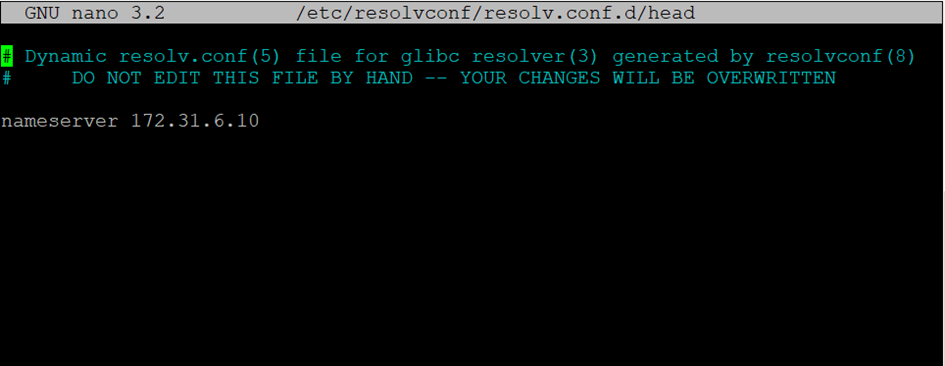 GNU nano 3.2 /etc/resolvconf/resolv.conf.d/head
# Dynamic resolv.conf(5) file for glibc resolver(3) generated by resolvconf(8)
# DO NOT EDIT THIS FILE BY HAND -- YOUR CHANGES WILL BE OVERWRITTEN
nameserver 172.31.6.10